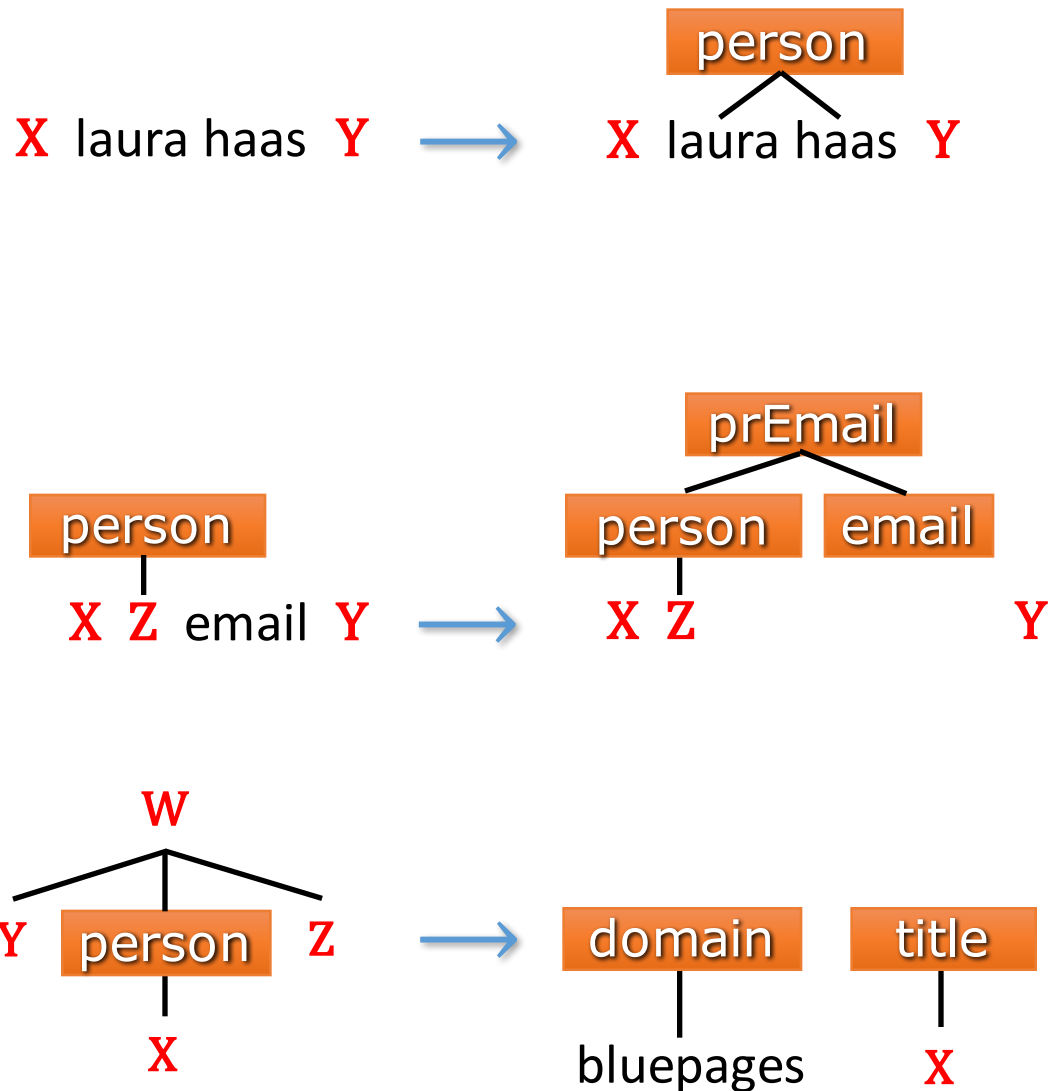 person
X laura haas Y → X laura haas Y
prEmail
person person email
X Z email Y → X Z Y
W
Y person Z → domain title
X bluepages X